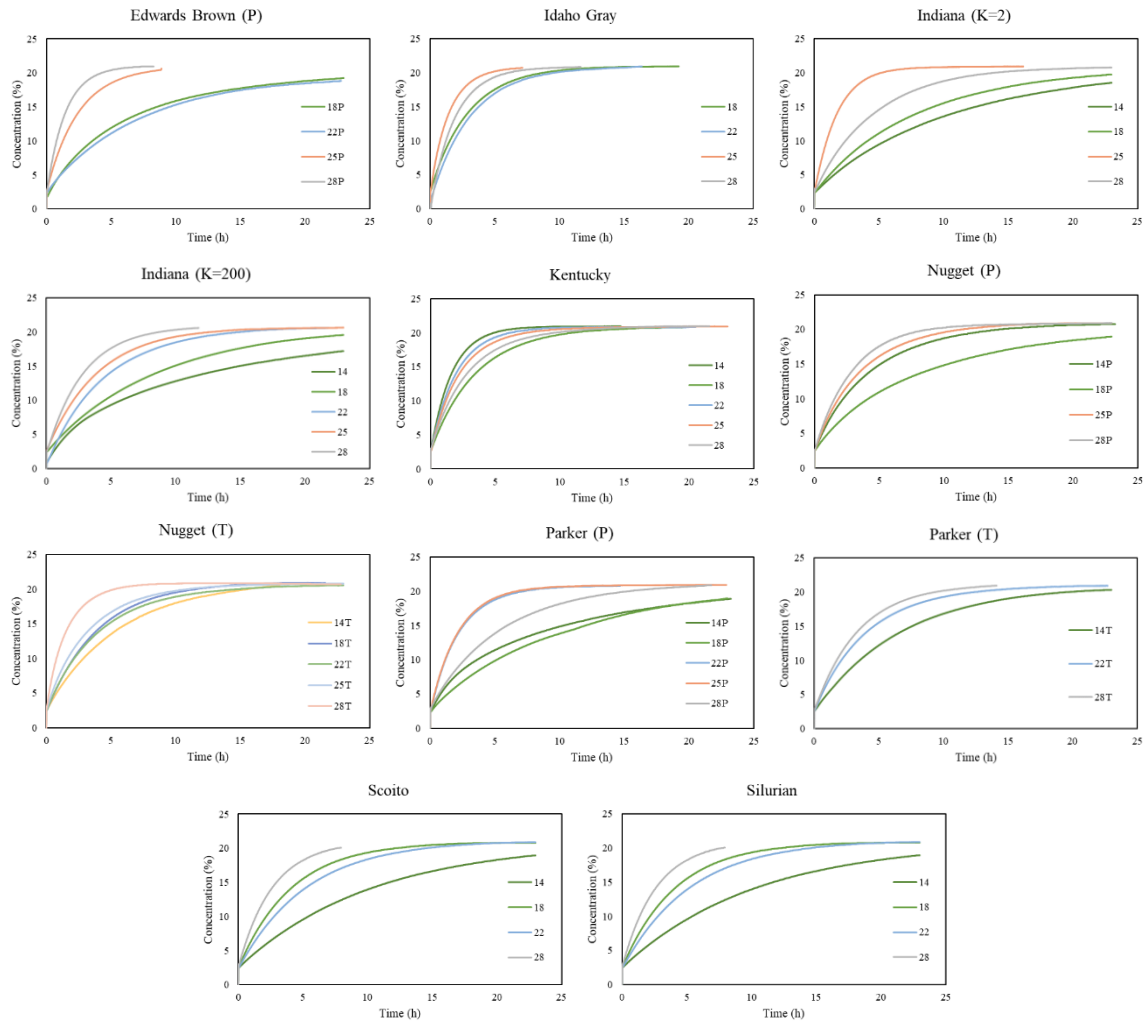 Edwards Brown (P)
Concentration (%)
25
20
15
10
5
0
18P
22P
25P
28P
0 5 10 15 20 25
Time (h)
Idaho Gray
Concentration (%)
25
20
15
10
5
0
18
22
25
28
0 5 10 15 20 25
Time (h)
Indiana (K=2)
Concentration (%)
25
20
15
10
5
0
14
18
25
28
0 5 10 15 20 25
Time (h)
Indiana (K=200)
Concentration (%)
25
20
15
10
5
0
14
18
22
25
28
0 5 10 15 20 25
Time (h)
Kentucky
Concentration (%)
25
20
15
10
5
0
14
18
22
25
28
0 5 10 15 20 25
Time (h)
Nugget (P)
Concentration (%)
25
20
15
10
5
0
14P
18P
25P
28P
0 5 10 15 20 25
Time (h)
Nugget (T)
Concentration (%)
25
20
15
10
5
0
14T
18T
22T
25T
28T
0 5 10 15 20 25
Time (h)
Parker (P)
Concentration (%)
25
20
15
10
5
0
14P
18P
22P
25P
28P
0 5 10 15 20 25
Time (h)
Parker (T)
Concentration (%)
25
20
15
10
5
0
14T
22T
28T
0 5 10 15 20 25
Time (h)
Scoito
Concentration (%)
25
20
15
10
5
0
14
18
22
28
0 5 10 15 20 25
Time (h)
Silurian
Concentration (%)
25
20
15
10
5
0
14
18
22
28
0 5 10 15 20 25
Time (h)